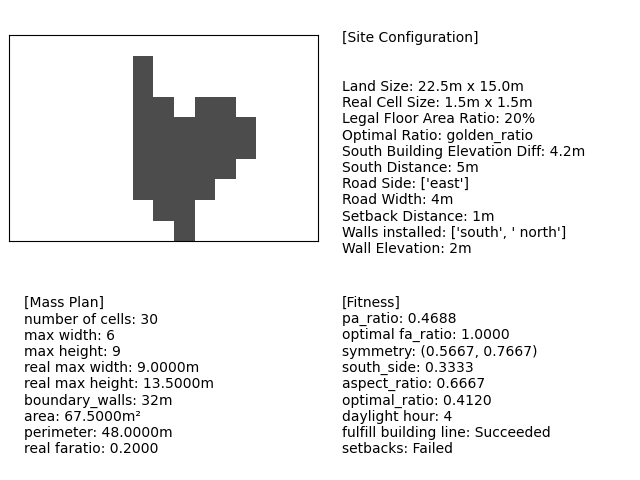 [Site Configuration]
Land Size: 22.5m x 15.0m
Real Cell Size: 1.5m x 1.5m
Legal Floor Area Ratio: 20%
Optimal Ratio: golden_ratio
South Building Elevation Diff: 4.2m
South Distance: 5m
Road Side: ['east']
Road Width: 4m
Setback Distance: 1m
Walls installed: ['south', ' north']
Wall Elevation: 2m
[Mass Plan]
number of cells: 30
max width: 6
max height: 9
real max width: 9.0000m
real max height: 13.5000m
boundary_walls: 32m
area: 67.5000m²
perimeter: 48.0000m
real faratio: 0.2000
[Fitness]
pa_ratio: 0.4688
optimal fa_ratio: 1.0000
symmetry: (0.5667, 0.7667)
south_side: 0.3333
aspect_ratio: 0.6667
optimal_ratio: 0.4120
daylight hour: 4
fulfill building line: Succeeded
setbacks: Failed